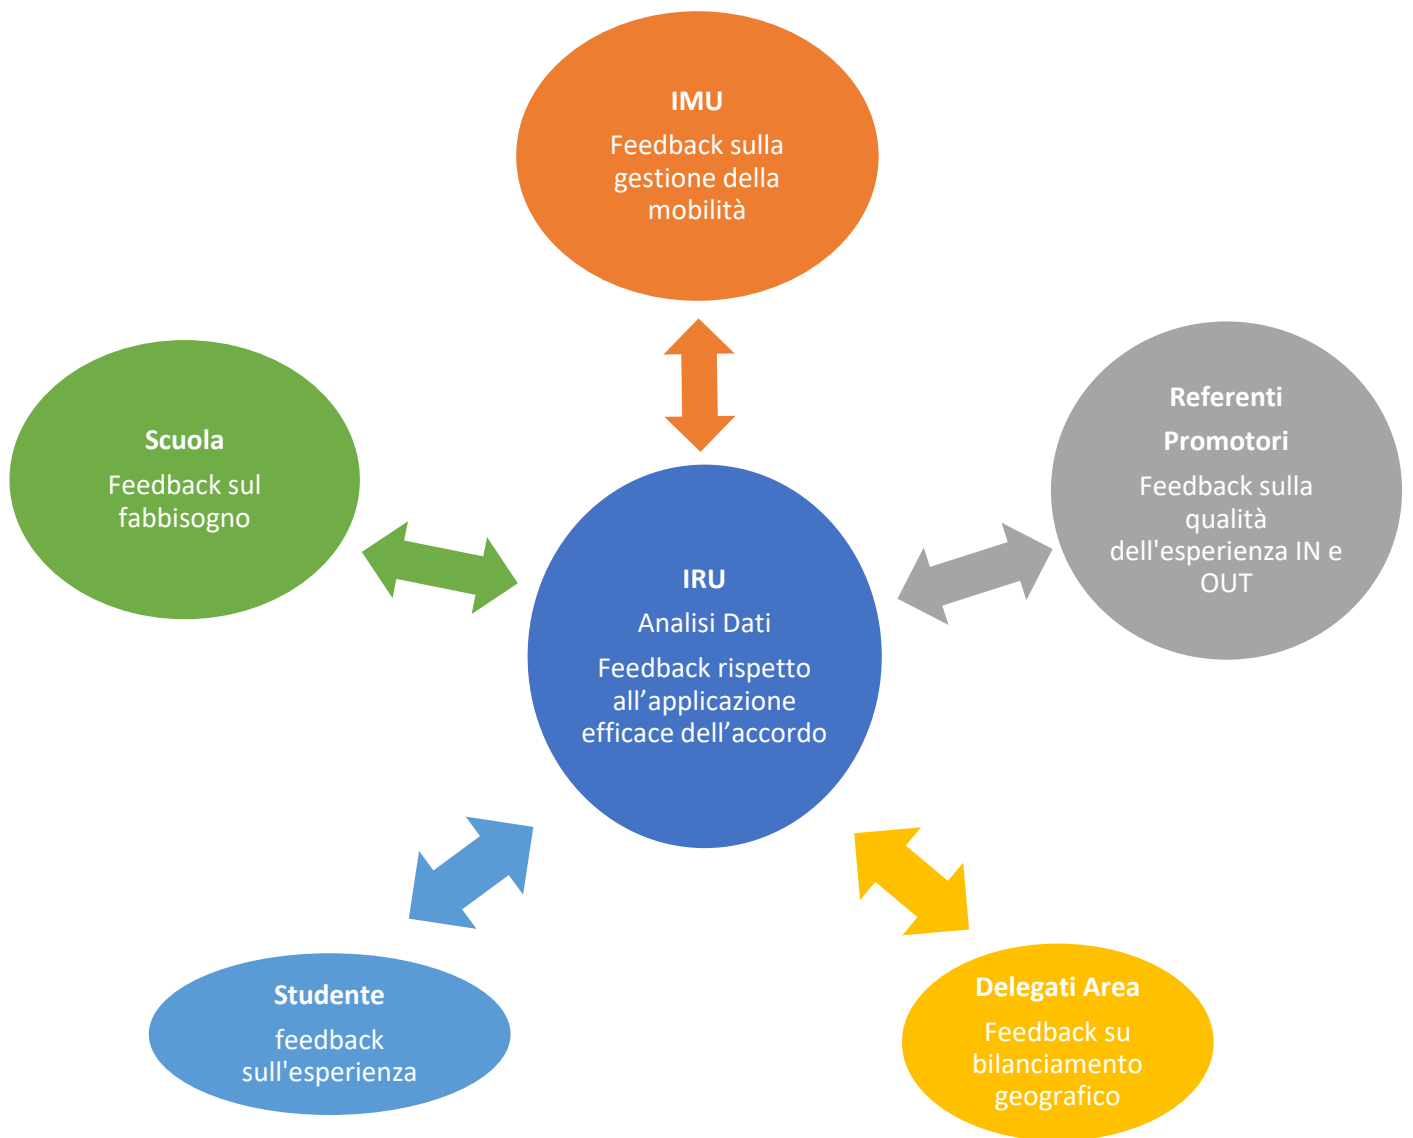 IMU
Feedback sulla
gestione della
mobilità
Scuola
Feedback sul
fabbisogno
Referenti
Promotori
Feedback sulla
qualità
dell'esperienza IN e
OUT
IRU
Analisi Dati
Feedback rispetto
all’applicazione
efficace dell’accordo
Studente
feedback
sull'esperienza
Delegati Area
Feedback su
bilanciamento
geografico